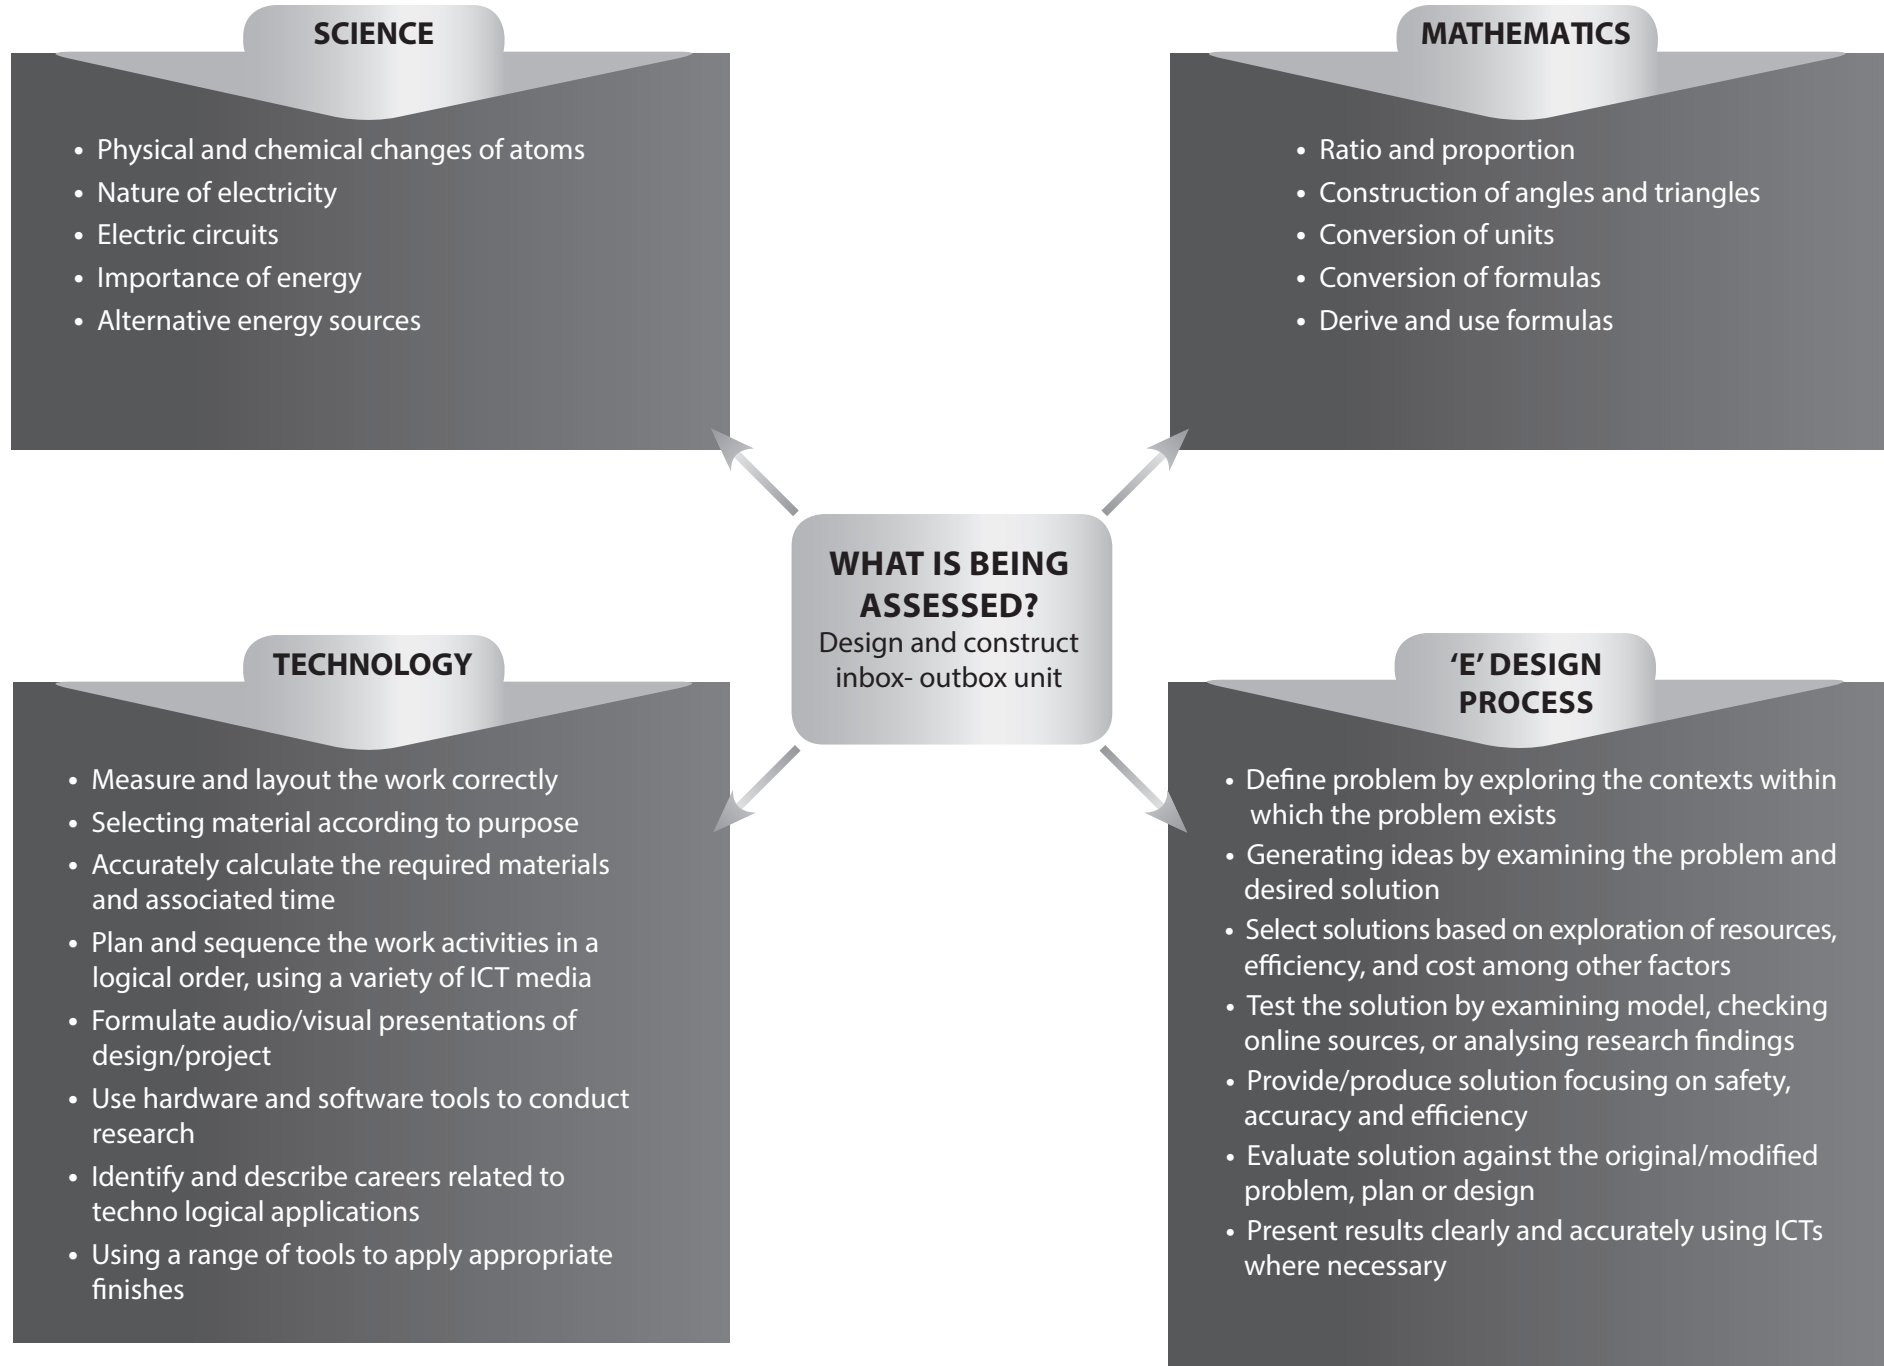 SCIENCE
• Physical and chemical changes of atoms
• Nature of electricity
• Electric circuits
• Importance of energy
• Alternative energy sources
MATHEMATICS
• Ratio and proportion
• Construction of angles and triangles
• Conversion of units
• Conversion of formulas
• Derive and use formulas
WHAT IS BEING
ASSESSED?
Design and construct
inbox- outbox unit
TECHNOLOGY
• Measure and layout the work correctly
• Selecting material according to purpose
• Accurately calculate the required materials
and associated time
• Plan and sequence the work activities in a
logical order, using a variety of ICT media
• Formulate audio/visual presentations of
design/project
• Use hardware and software tools to conduct
research
• Identify and describe careers related to
techno logical applications
• Using a range of tools to apply appropriate
finishes
‘E’ DESIGN
PROCESS
• Define problem by exploring the contexts within
which the problem exists
• Generating ideas by examining the problem and
desired solution
• Select solutions based on exploration of resources,
efficiency, and cost among other factors
• Test the solution by examining model, checking
online sources, or analysing research findings
• Provide/produce solution focusing on safety,
accuracy and efficiency
• Evaluate solution against the original/modified
problem, plan or design
• Present results clearly and accurately using ICTs
where necessary